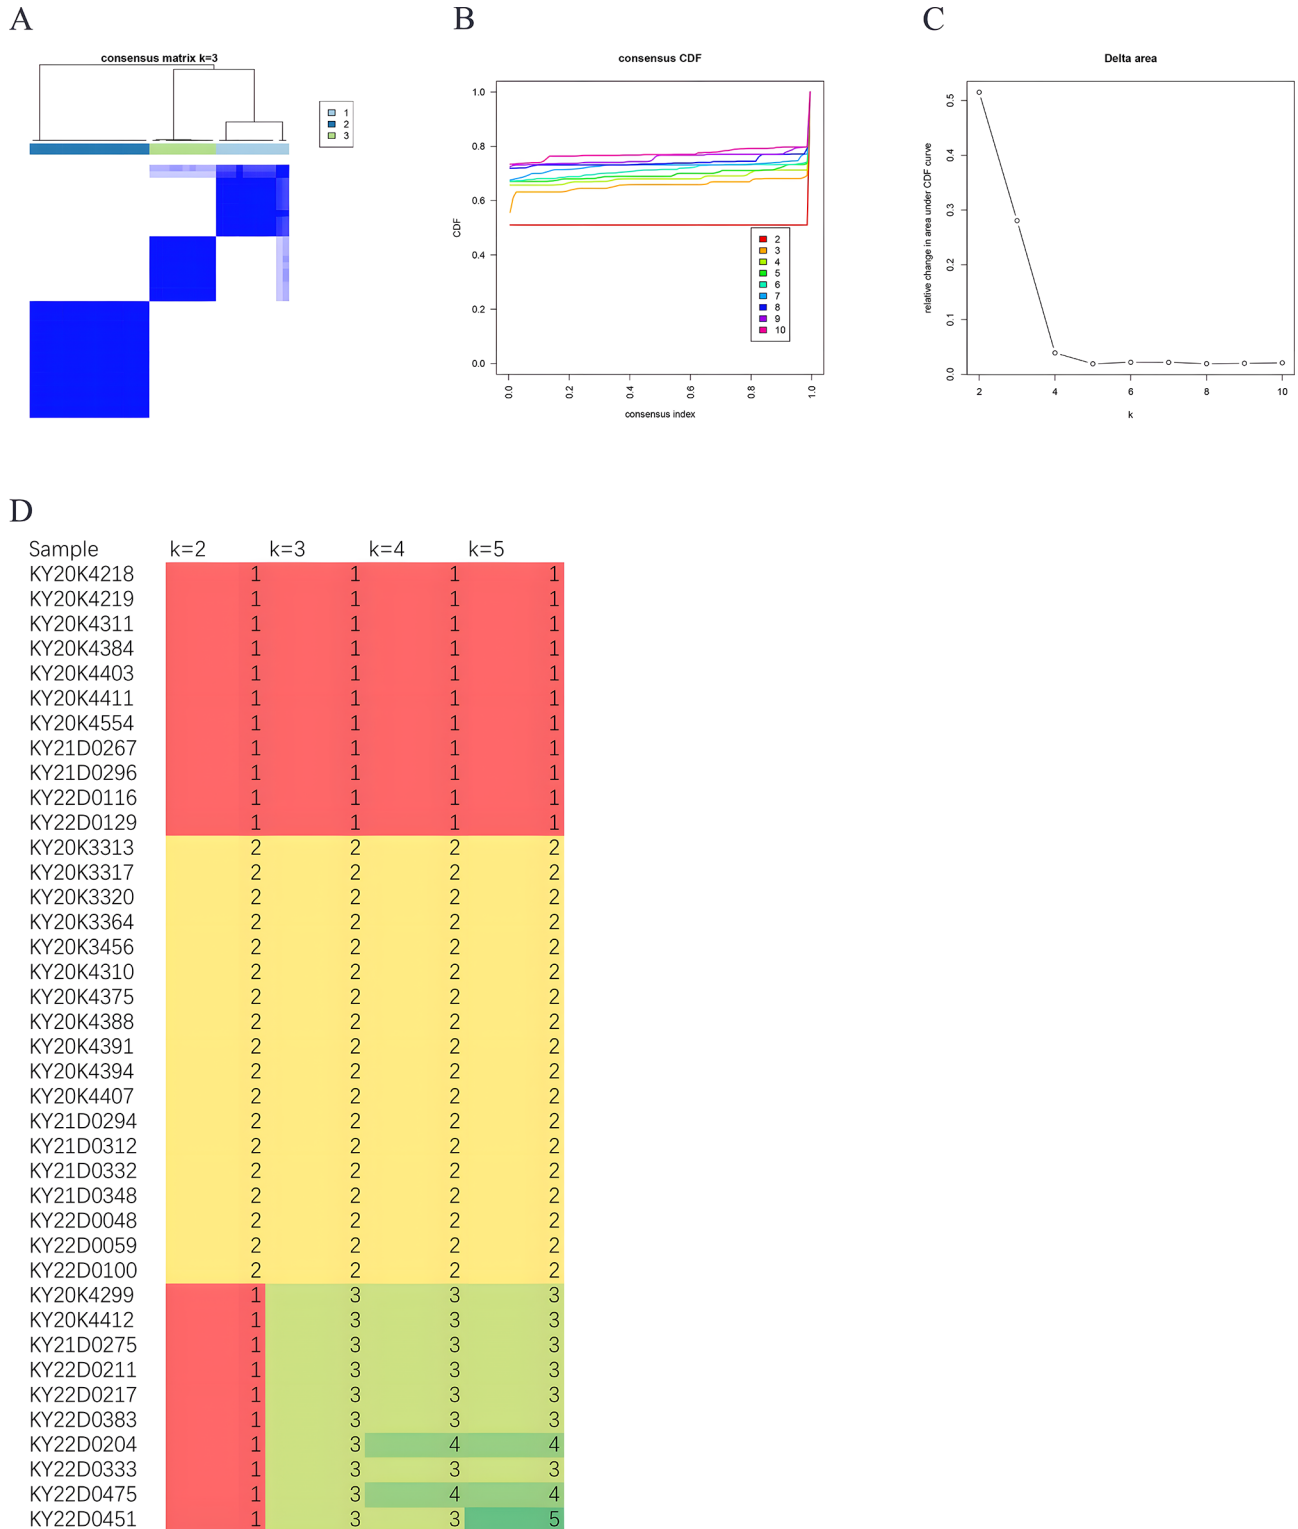 A
consensus matrix k=3
1
2
3
B
consensus CDF
CDF
1.0
0.8
0.6
0.4
0.2
0.0
2
3
4
5
6
7
8
9
10
0.0 0.2 0.4 0.6 0.8 1.0
consensus index
C
Delta area
relative change in area under CDF curve
0.5
0.4
0.3
0.2
0.1
0.0
2 4 6 8 10
k
D
Sample k=2 k=3 k=4 k=5
KY20K4218 1 1 1 1
KY20K4219 1 1 1 1
KY20K4311 1 1 1 1
KY20K4384 1 1 1 1
KY20K4403 1 1 1 1
KY20K4411 1 1 1 1
KY20K4554 1 1 1 1
KY21D0267 1 1 1 1
KY21D0296 1 1 1 1
KY22D0116 1 1 1 1
KY22D0129 1 1 1 1
KY20K3313 2 2 2 2
KY20K3317 2 2 2 2
KY20K3320 2 2 2 2
KY20K3364 2 2 2 2
KY20K3456 2 2 2 2
KY20K4310 2 2 2 2
KY20K4375 2 2 2 2
KY20K4388 2 2 2 2
KY20K4391 2 2 2 2
KY20K4394 2 2 2 2
KY20K4407 2 2 2 2
KY21D0294 2 2 2 2
KY21D0312 2 2 2 2
KY21D0332 2 2 2 2
KY21D0348 2 2 2 2
KY22D0048 2 2 2 2
KY22D0059 2 2 2 2
KY22D0100 2 2 2 2
KY20K4299 1 3 3 3
KY20K4412 1 3 3 3
KY21D0275 1 3 3 3
KY22D0211 1 3 3 3
KY22D0217 1 3 3 3
KY22D0383 1 3 3 3
KY22D0204 1 3 4 4
KY22D0333 1 3 3 3
KY22D0475 1 3 4 4
KY22D0451 1 3 3 5